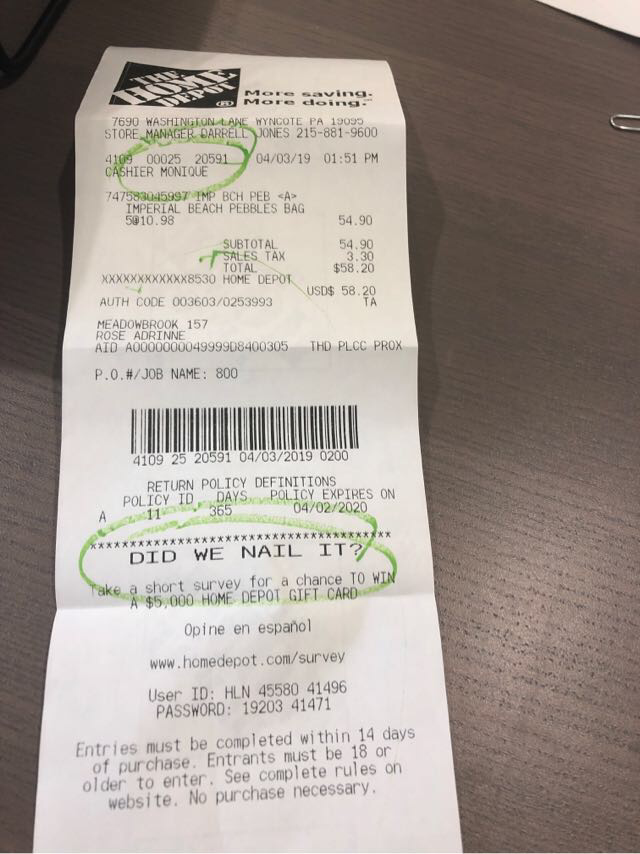 THE
HOME
DEPOT
®
More saving.
More doing.
7690 WASHINGTON LANE WYNCOTE PA 19095
STORE MANAGER DARRELL JONES 215-881-9600
4109 00025 20591 04/03/19 01:51 PM
CASHIER MONIQUE
747583045997 IMP BCH PEB <A>
IMPERIAL BEACH PEBBLES BAG
5@10.98 54.90
SUBTOTAL 54.90
SALES TAX 3.30
TOTAL $58.20
XXXXXXXXXXXX8530 HOME DEPOT
USD$ 58.20
AUTH CODE 003603/0253993 TA
MEADOWBROOK 157
ROSE ADRINNE
AID A0000000049999D8400305 THD PLCC PROX
P.O.#/JOB NAME: 800
4109 25 20591 04/03/2019 0200
RETURN POLICY DEFINITIONS
POLICY ID DAYS POLICY EXPIRES ON
A 11 365 04/02/2020
DID WE NAIL IT?
Take a short survey for a chance TO WIN
A $5,000 HOME DEPOT GIFT CARD
Opine en español
www.homedepot.com/survey
User ID: HLN 45580 41496
PASSWORD: 19203 41471
Entries must be completed within 14 days
of purchase. Entrants must be 18 or
older to enter. See complete rules on
website. No purchase necessary.